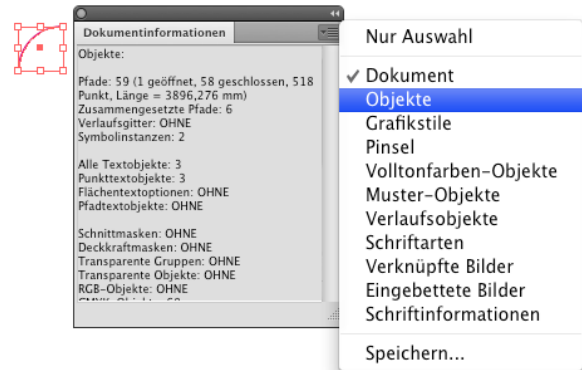 Dokumentinformationen
Objekte:
Pfade: 59 (1 geöffnet, 58 geschlossen, 518
Punkt, Länge = 3896,276 mm)
Zusammengesetzte Pfade: 6
Verlaufsgitter: OHNE
Symbolinstanzen: 2
Alle Textobjekte: 3
Punkttextobjekte: 3
Flächentextoptionen: OHNE
Pfadtextobjekte: OHNE
Schnittmasken: OHNE
Deckkraftmasken: OHNE
Transparente Gruppen: OHNE
Transparente Objekte: OHNE
RGB-Objekte: OHNE
Nur Auswahl
Dokument
Objekte
Grafikstile
Pinsel
Volltonfarben-Objekte
Muster-Objekte
Verlaufsobjekte
Schriftarten
Verknüpfte Bilder
Eingebettete Bilder
Schriftinformationen
Speichern...